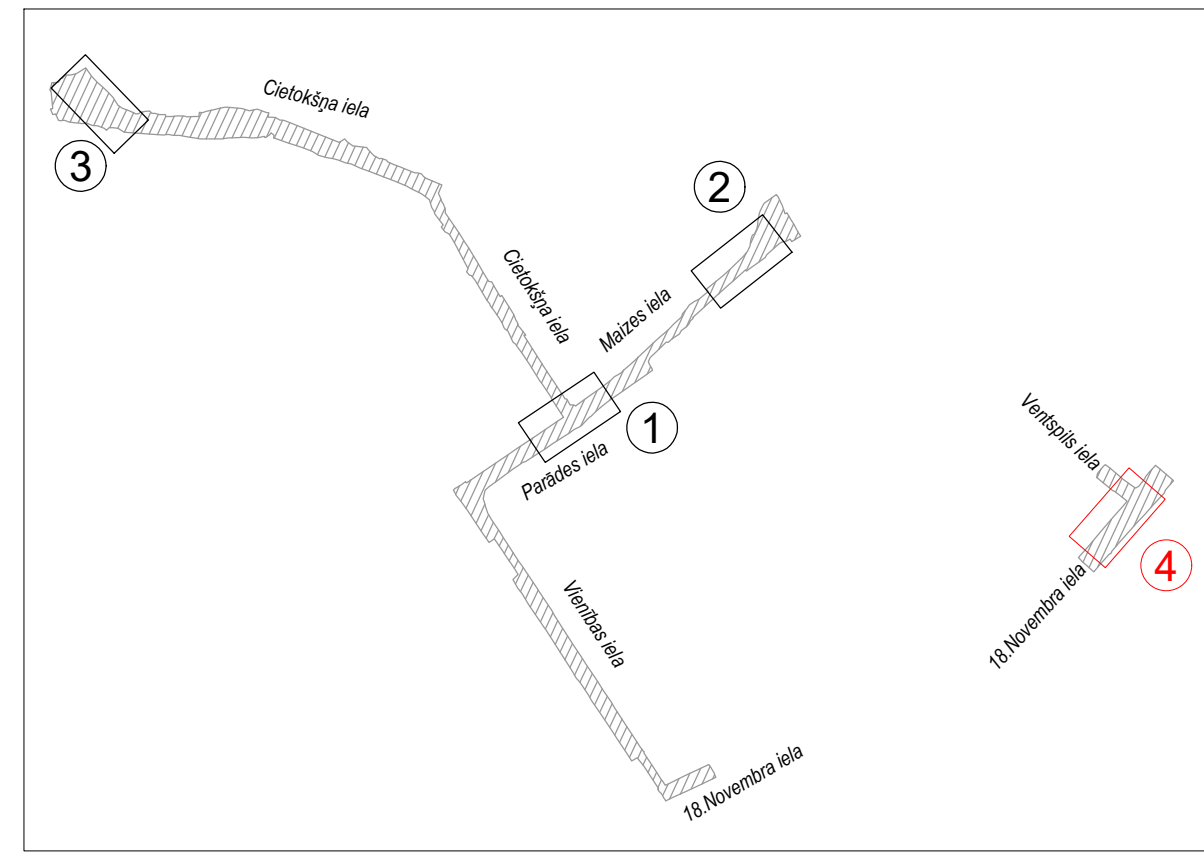 Cietokšņa iela
3
2
Cietokšņa iela
Maizes iela
1
Parādes iela
Ventspils iela
4
18.Novembra iela
Vienības iela
18.Novembra iela